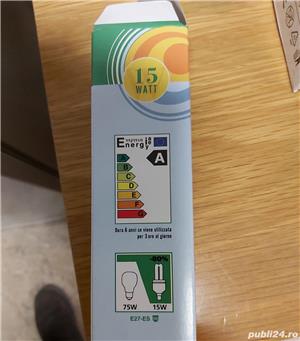 15
WATT
Energy
A
A
B
C
D
E
F
G
Dura 6 anni se viene utilizzata
per 3 ore al giorno
-80%
75W 15W
E27-ES
publi24.ro